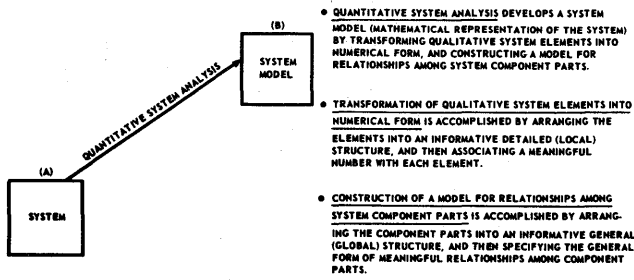 (B)
SYSTEM
MODEL
QUANTITATIVE SYSTEM ANALYSIS
(A)
SYSTEM
• QUANTITATIVE SYSTEM ANALYSIS DEVELOPS A SYSTEM
MODEL (MATHEMATICAL REPRESENTATION OF THE SYSTEM)
BY TRANSFORMING QUALITATIVE SYSTEM ELEMENTS INTO
NUMERICAL FORM, AND CONSTRUCTING A MODEL FOR
RELATIONSHIPS AMONG SYSTEM COMPONENT PARTS.
• TRANSFORMATION OF QUALITATIVE SYSTEM ELEMENTS INTO
NUMERICAL FORM IS ACCOMPLISHED BY ARRANGING THE
ELEMENTS INTO AN INFORMATIVE DETAILED (LOCAL)
STRUCTURE, AND THEN ASSOCIATING A MEANINGFUL
NUMBER WITH EACH ELEMENT.
• CONSTRUCTION OF A MODEL FOR RELATIONSHIPS AMONG
SYSTEM COMPONENT PARTS IS ACCOMPLISHED BY ARRANG-
ING THE COMPONENT PARTS INTO AN INFORMATIVE GENERAL
(GLOBAL) STRUCTURE, AND THEN SPECIFYING THE GENERAL
FORM OF MEANINGFUL RELATIONSHIPS AMONG COMPONENT
PARTS.